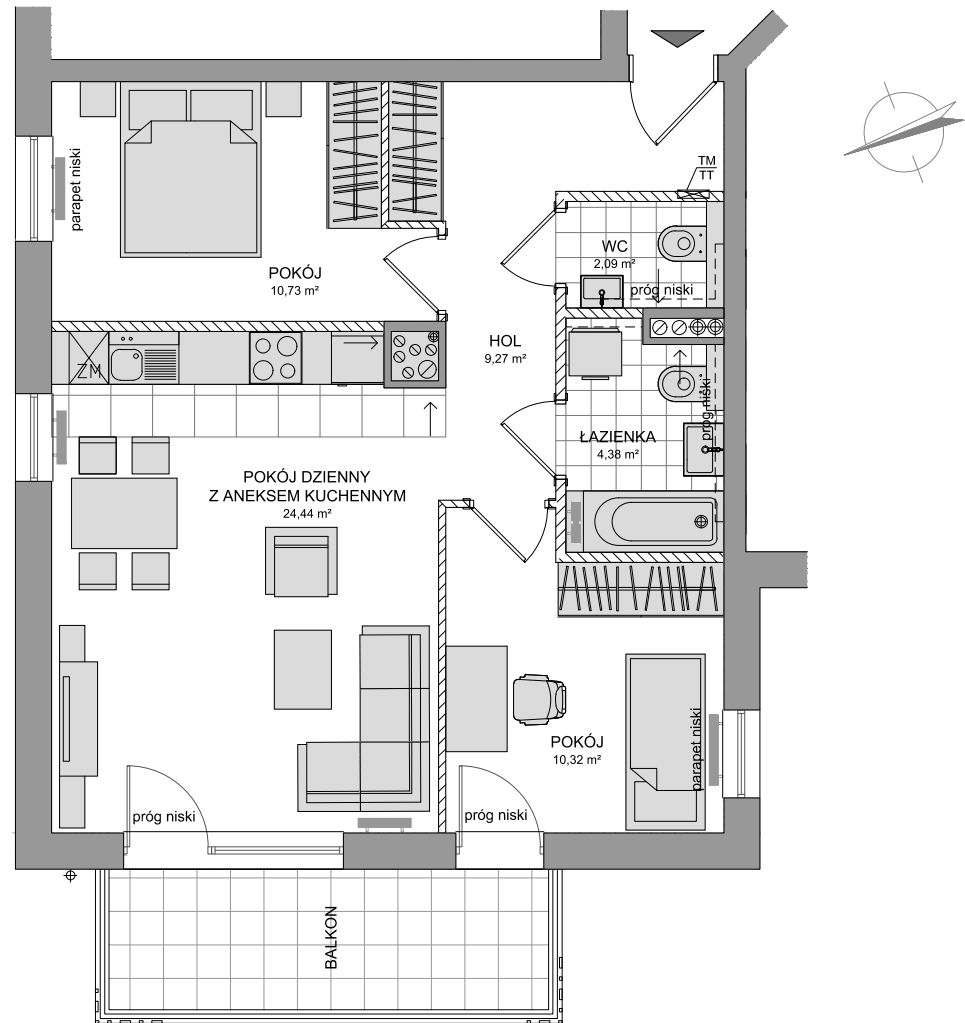 TM
TT
parapet niski
WC
2,09 m²
próg niski
POKÓJ
10,73 m²
HOL
9,27 m²
ZM
próg niski
ŁAZIENKA
4,38 m²
POKÓJ DZIENNY
Z ANEKSEM KUCHENNYM
24,44 m²
parapet niski
POKÓJ
10,32 m²
próg niski
próg niski
BALKON